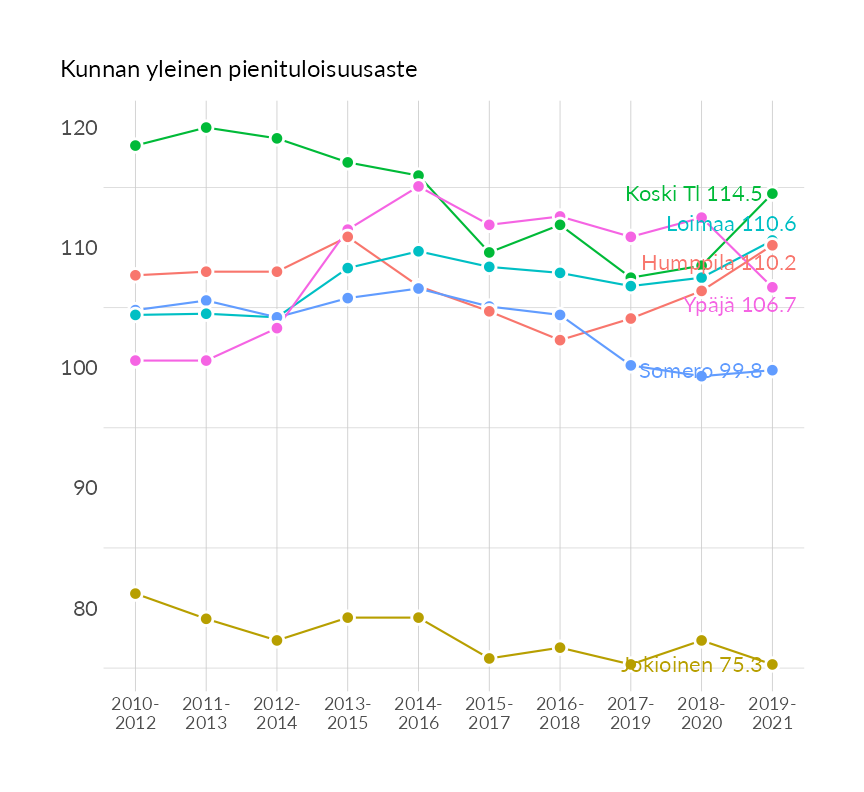 Kunnan yleinen pienituloisuusaste
120
110
100
90
80
Koski Tl 114.5
Loimaa 110.6
Humppila 110.2
Ypäjä 106.7
Somero 99.8
Jokioinen 75.3
2010- 2011- 2012- 2013- 2014- 2015- 2016- 2017- 2018- 2019-
2012 2013 2014 2015 2016 2017 2018 2019 2020 2021